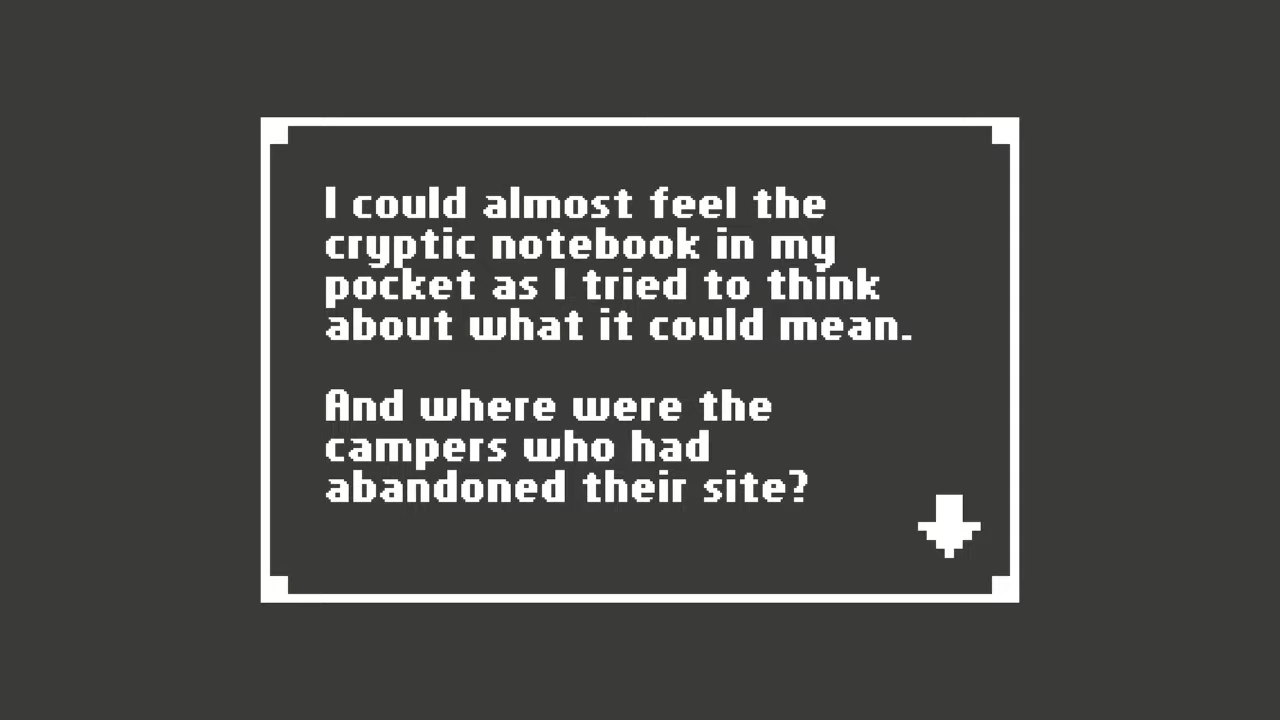 I could almost feel the
cryptic notebook in my
pocket as I tried to think
about what it could mean.
And where were the
campers who had
abandoned their site?